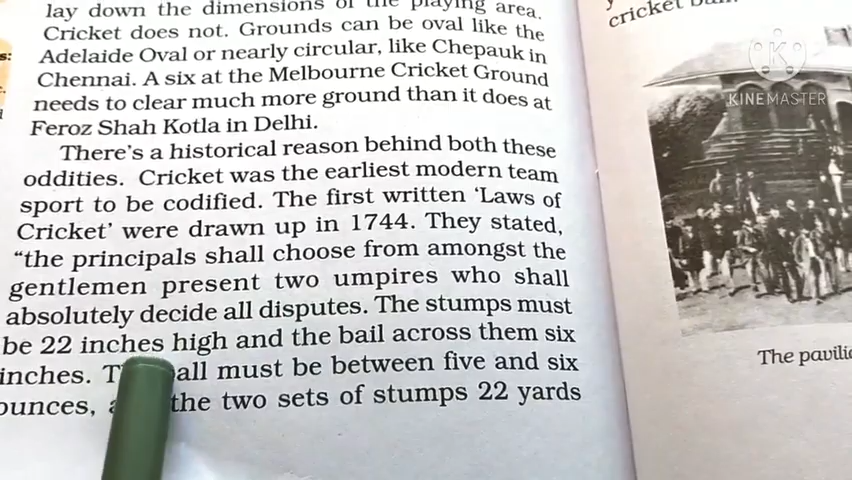 lay down the dimensions of the playing area.
Cricket does not. Grounds can be oval like the
Adelaide Oval or nearly circular, like Chepauk in
Chennai. A six at the Melbourne Cricket Ground
needs to clear much more ground than it does at
Feroz Shah Kotla in Delhi.
There's a historical reason behind both these
oddities. Cricket was the earliest modern team
sport to be codified. The first written 'Laws of
Cricket' were drawn up in 1744. They stated,
"the principals shall choose from amongst the
gentlemen present two umpires who shall
absolutely decide all disputes. The stumps must
be 22 inches high and the bail across them six
inches. all must be between five and six
ounces, the two sets of stumps 22 yards
cricket
K
KINEMASTER
The pavilio